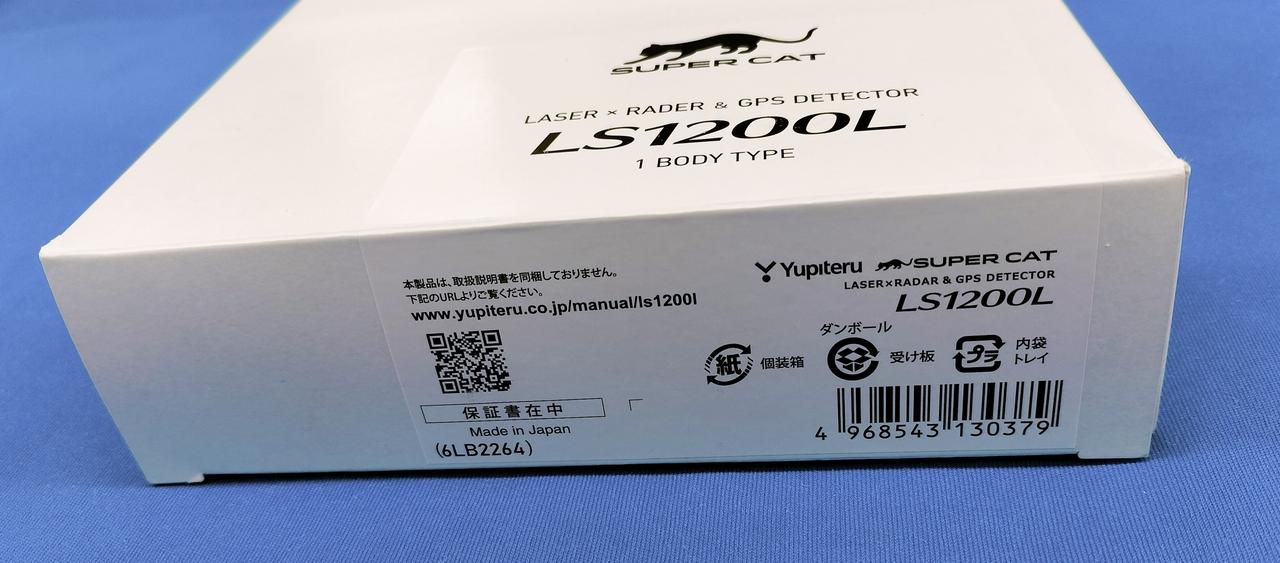 SUPER CAT
LASER × RADER & GPS DETECTOR
LS1200L
1 BODY TYPE
本製品は、取扱説明書を同梱しておりません。
下記のURLよりご覧ください。
www.yupiteru.co.jp/manual/ls1200l
保証書在中
Made in Japan
(6LB2264)
Yupiteru SUPER CAT
LASER×RADAR & GPS DETECTOR
LS1200L
紙 個装箱
ダンボール
受け板
プラ
内袋
トレイ
4 968543 130379